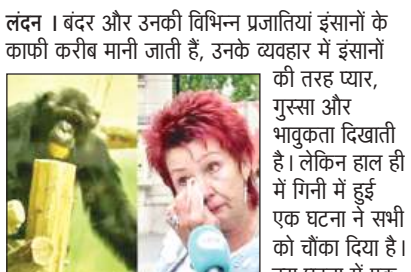 लंदन । बंदर और उनकी विभिन्न प्रजातियां इंसानों के
काफी करीब मानी जाती हैं, उनके व्यवहार में इंसानों
की तरह प्यार,
गुस्सा और
भावुकता दिखाती
है। लेकिन हाल ही
में गिनी में हुई
एक घटना ने सभी
को चौंका दिया है।